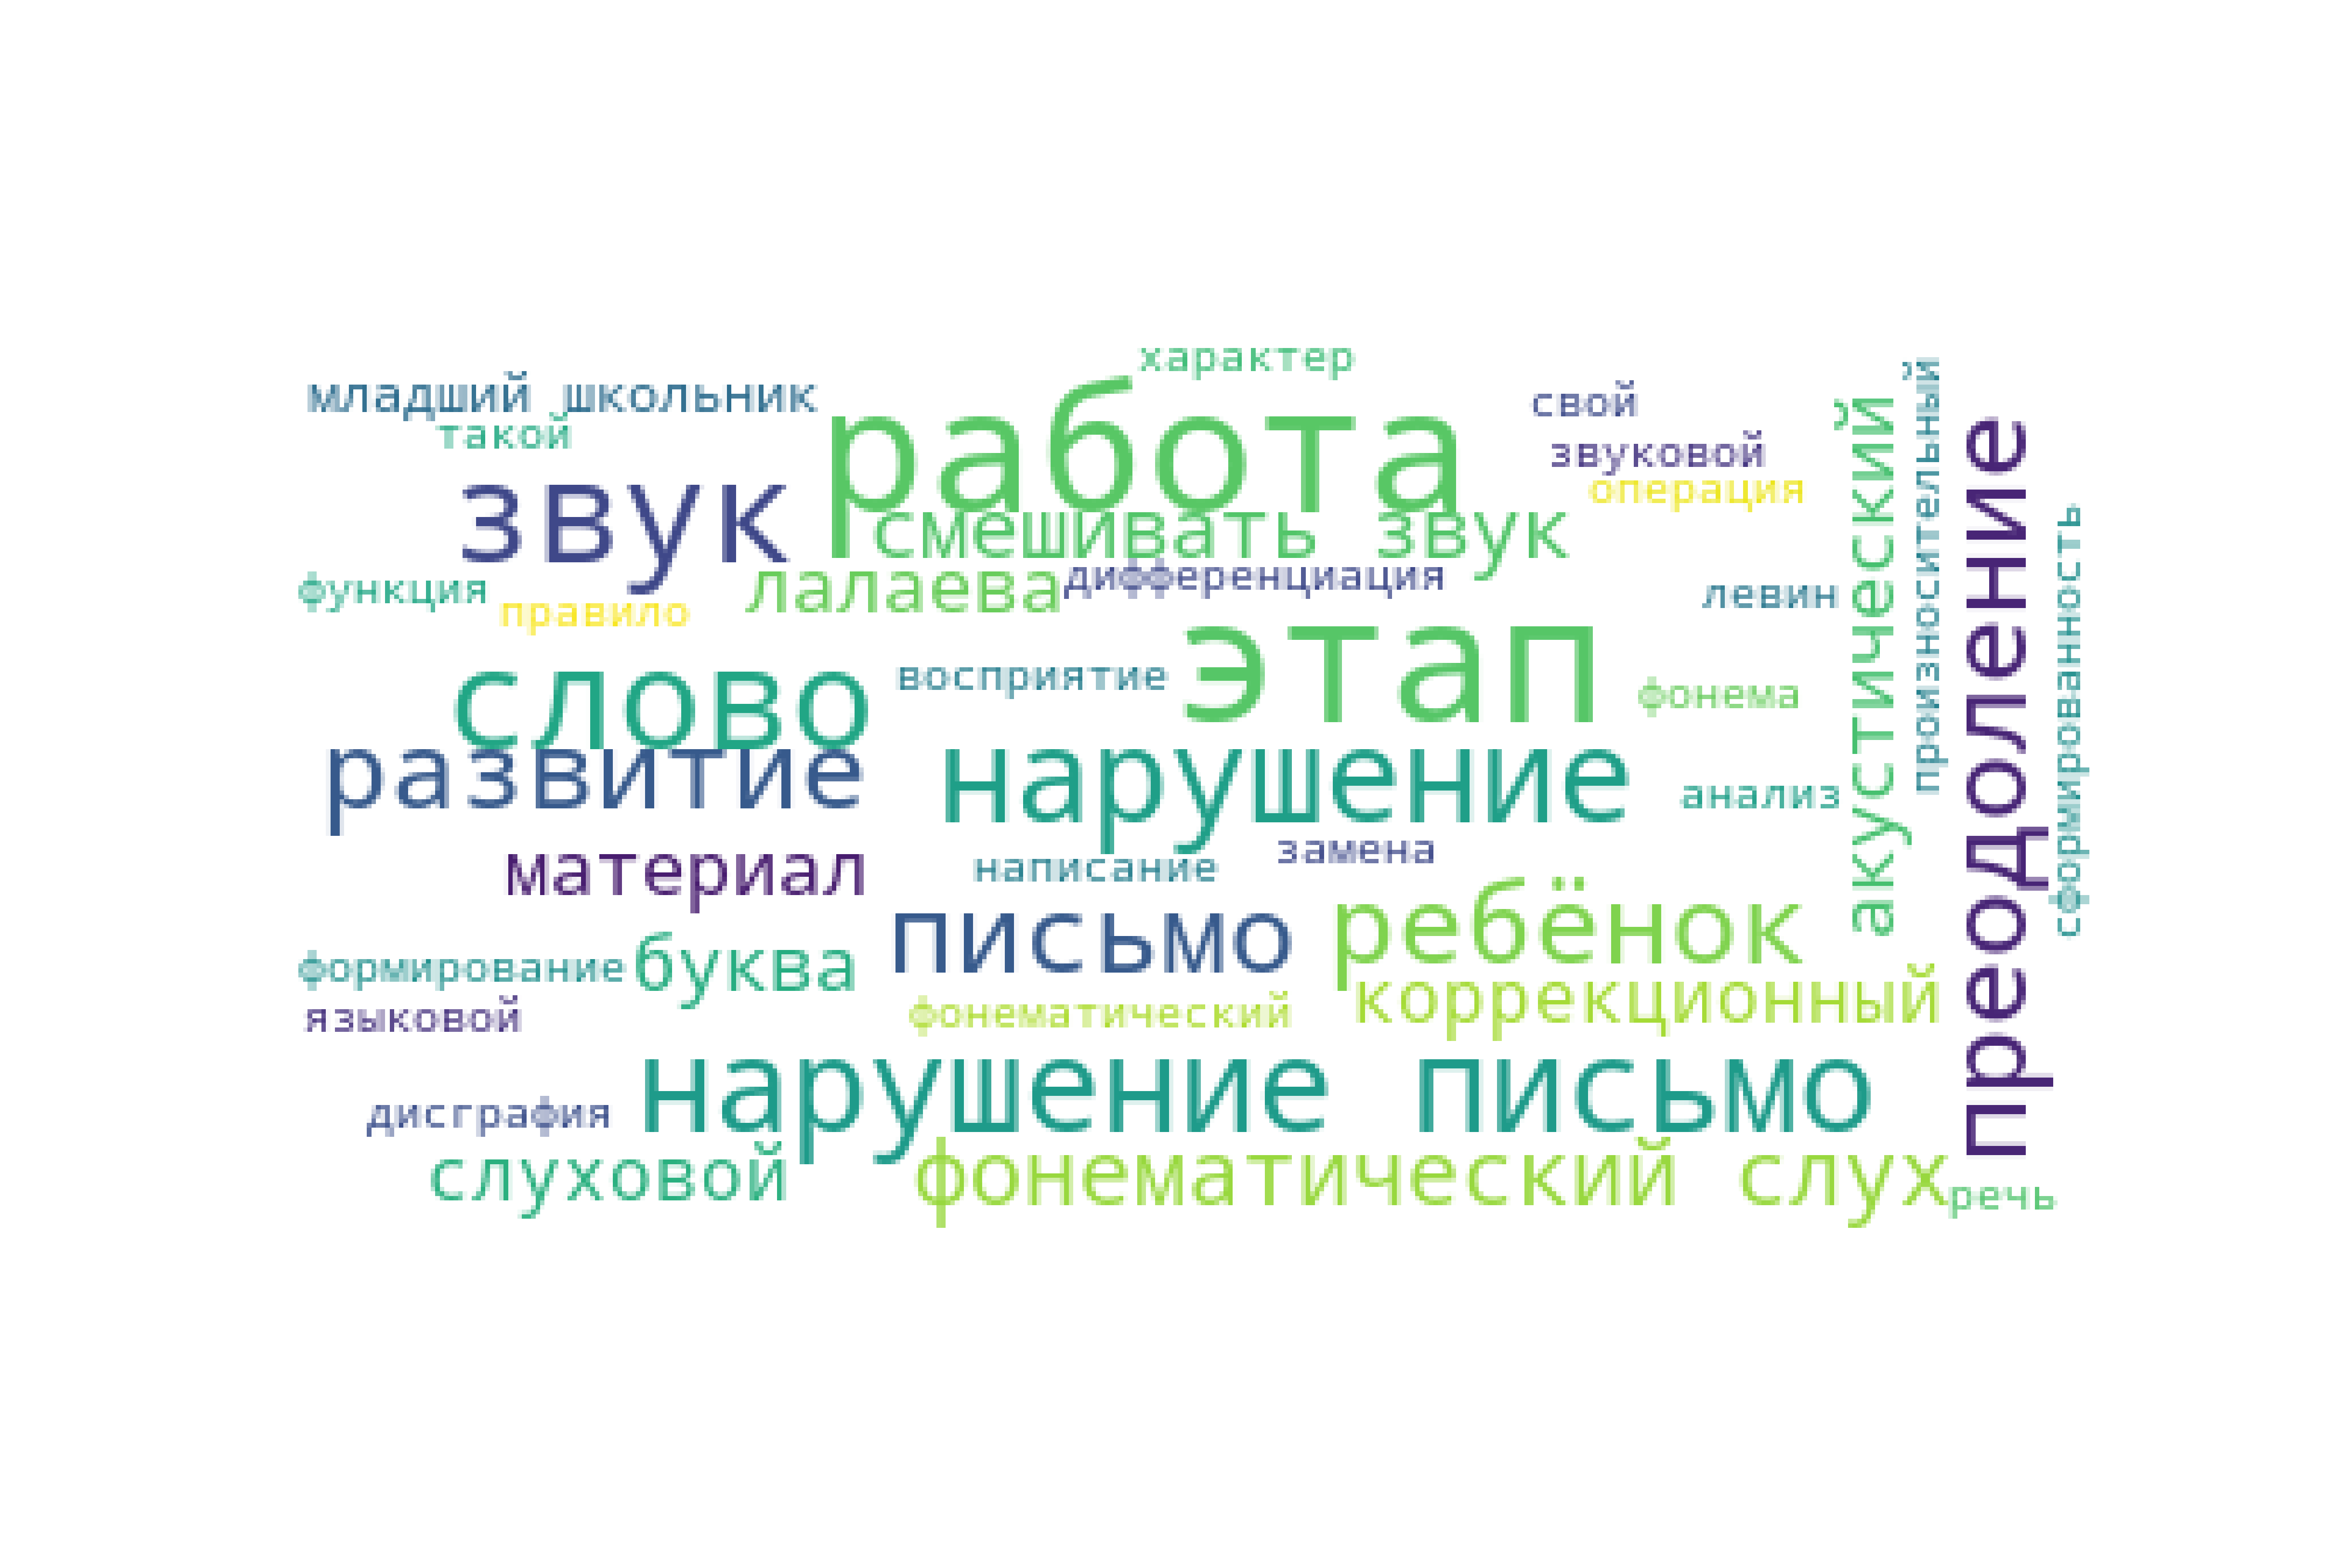 характер
младший школьник
свой
такой
работа
звуковой
операция
звук
смешивать звук
функция
правило
лалаева
дифференциация
левин
акустический
произносительный
преодоление
сформированность
слово
восприятие
этап
фонема
развитие
нарушение
анализ
материал
написание
замена
письмо
ребёнок
формирование
буква
языковой
фонематический
коррекционный
дисграфия
нарушение письмо
слуховой
фонематический слух
речь